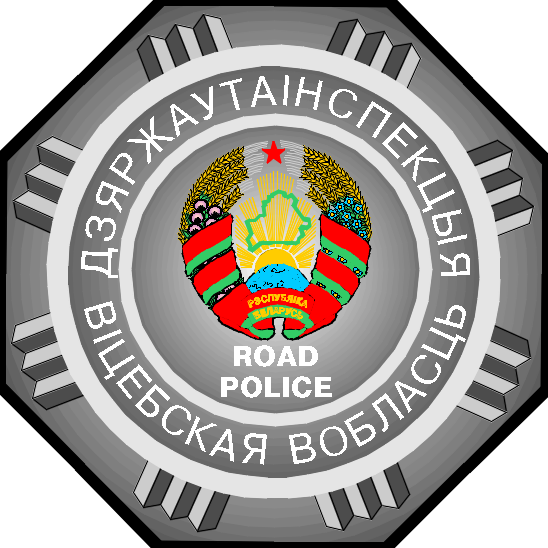 ДЗЯРЖАУТАІНСПЕКЦЫЯ
РЭСПУБЛІКА
БЕЛАРУСЬ
ROAD
POLICE
ВІЦЕБСКАЯ ВОБЛАСЦЬ